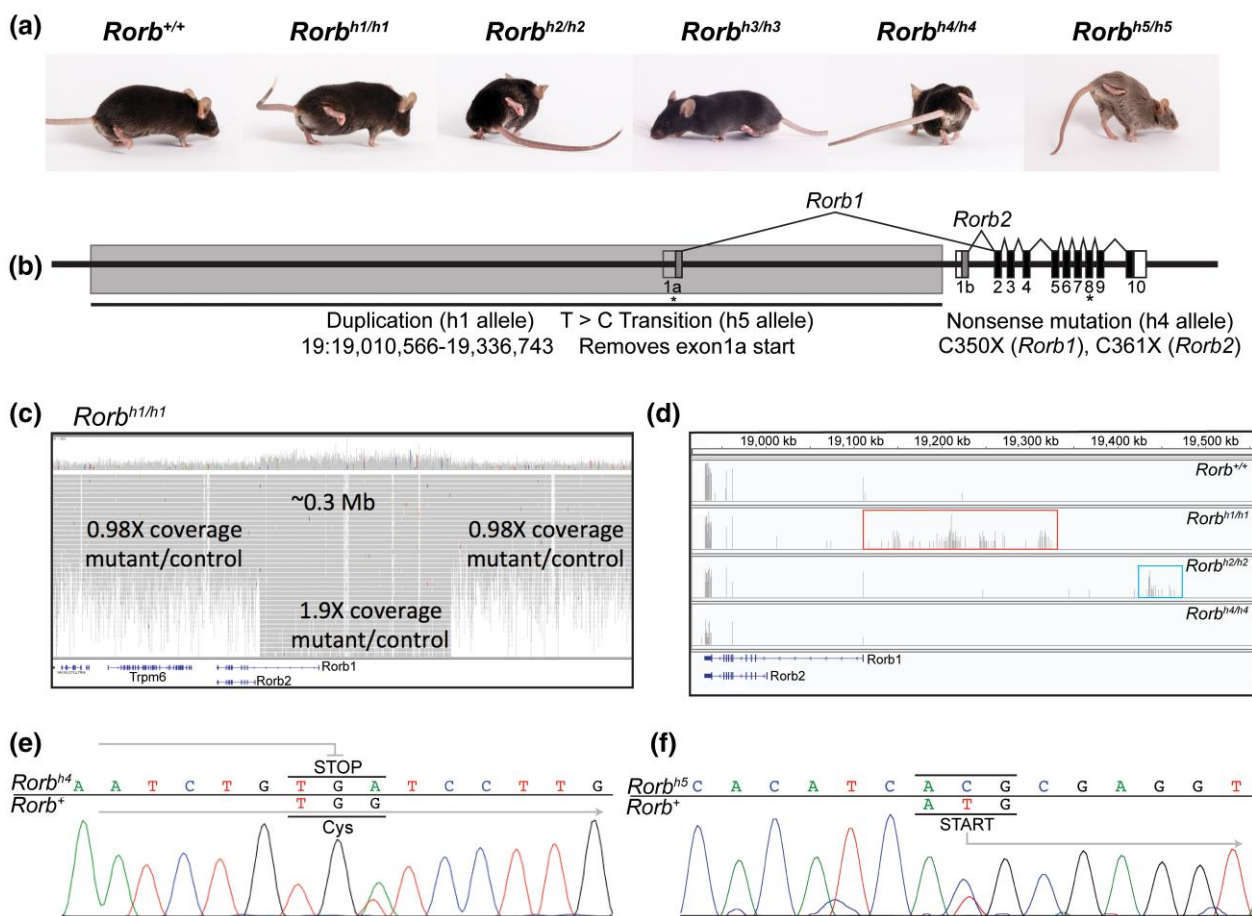 (a)
Rorb+/+ Rorbh1/h1 Rorbh2/h2 Rorbh3/h3 Rorbh4/h4 Rorbh5/h5
(b)
Rorb1
Rorb2
1a 1b 2 3 4 5 6 7 8 9 10
* *
Duplication (h1 allele) T > C Transition (h5 allele) Nonsense mutation (h4 allele)
19:19,010,566-19,336,743 Removes exon1a start C350X (Rorb1), C361X (Rorb2)
(c) Rorbh1/h1
~0.3 Mb
0.98X coverage
mutant/control
0.98X coverage
mutant/control
1.9X coverage
mutant/control
Trpm6
Rorb1
Rorb2
(d)
19,000 kb 19,100 kb 19,200 kb 19,300 kb 19,400 kb 19,500 kb
Rorb+/+
Rorbh1/h1
Rorbh2/h2
Rorbh4/h4
Rorb1
Rorb2
(e)
STOP
Rorbh4 A A T C T G T G A T C C T T G
Rorb+ T G G
Cys
(f)
Rorbh5 C A C A T C A C G C G A G G T
Rorb+ A T G
START